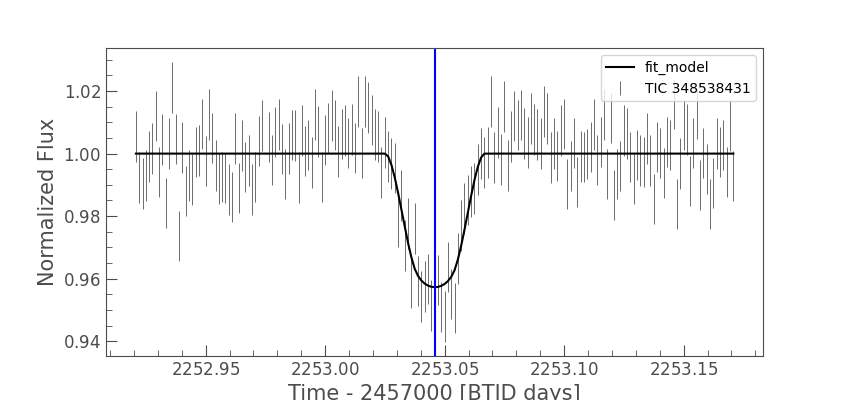 fit_model
TIC 348538431
1.02
1.00
0.98
0.96
0.94
Normalized Flux
2252.95
2253.00
2253.05
2253.10
2253.15
Time - 2457000 [BTJD days]